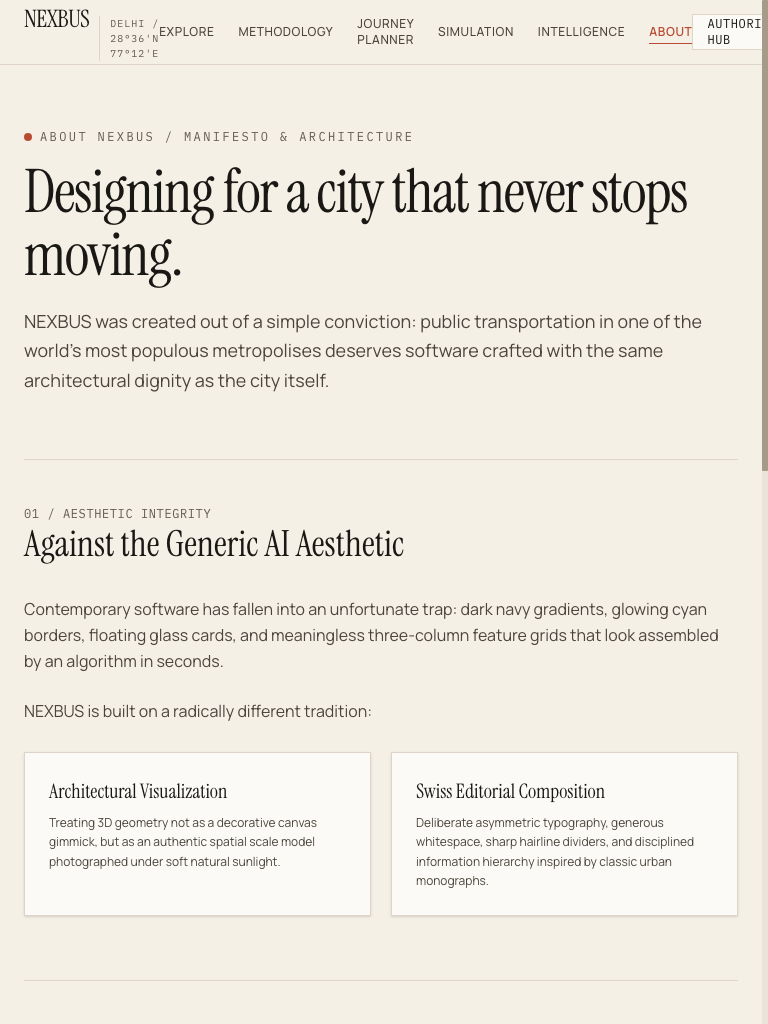 NEXBUS
DELHI /
28°36'N
77°12'E
EXPLORE
METHODOLOGY
JOURNEY
PLANNER
SIMULATION
INTELLIGENCE
ABOUT
AUTHORI
HUB
ABOUT NEXBUS / MANIFESTO & ARCHITECTURE
Designing for a city that never stops
moving.
NEXBUS was created out of a simple conviction: public transportation in one of the
world's most populous metropolises deserves software crafted with the same
architectural dignity as the city itself.
01 / AESTHETIC INTEGRITY
Against the Generic AI Aesthetic
Contemporary software has fallen into an unfortunate trap: dark navy gradients, glowing cyan
borders, floating glass cards, and meaningless three-column feature grids that look assembled
by an algorithm in seconds.
NEXBUS is built on a radically different tradition:
Architectural Visualization
Treating 3D geometry not as a decorative canvas
gimmick, but as an authentic spatial scale model
photographed under soft natural sunlight.
Swiss Editorial Composition
Deliberate asymmetric typography, generous
whitespace, sharp hairline dividers, and disciplined
information hierarchy inspired by classic urban
monographs.